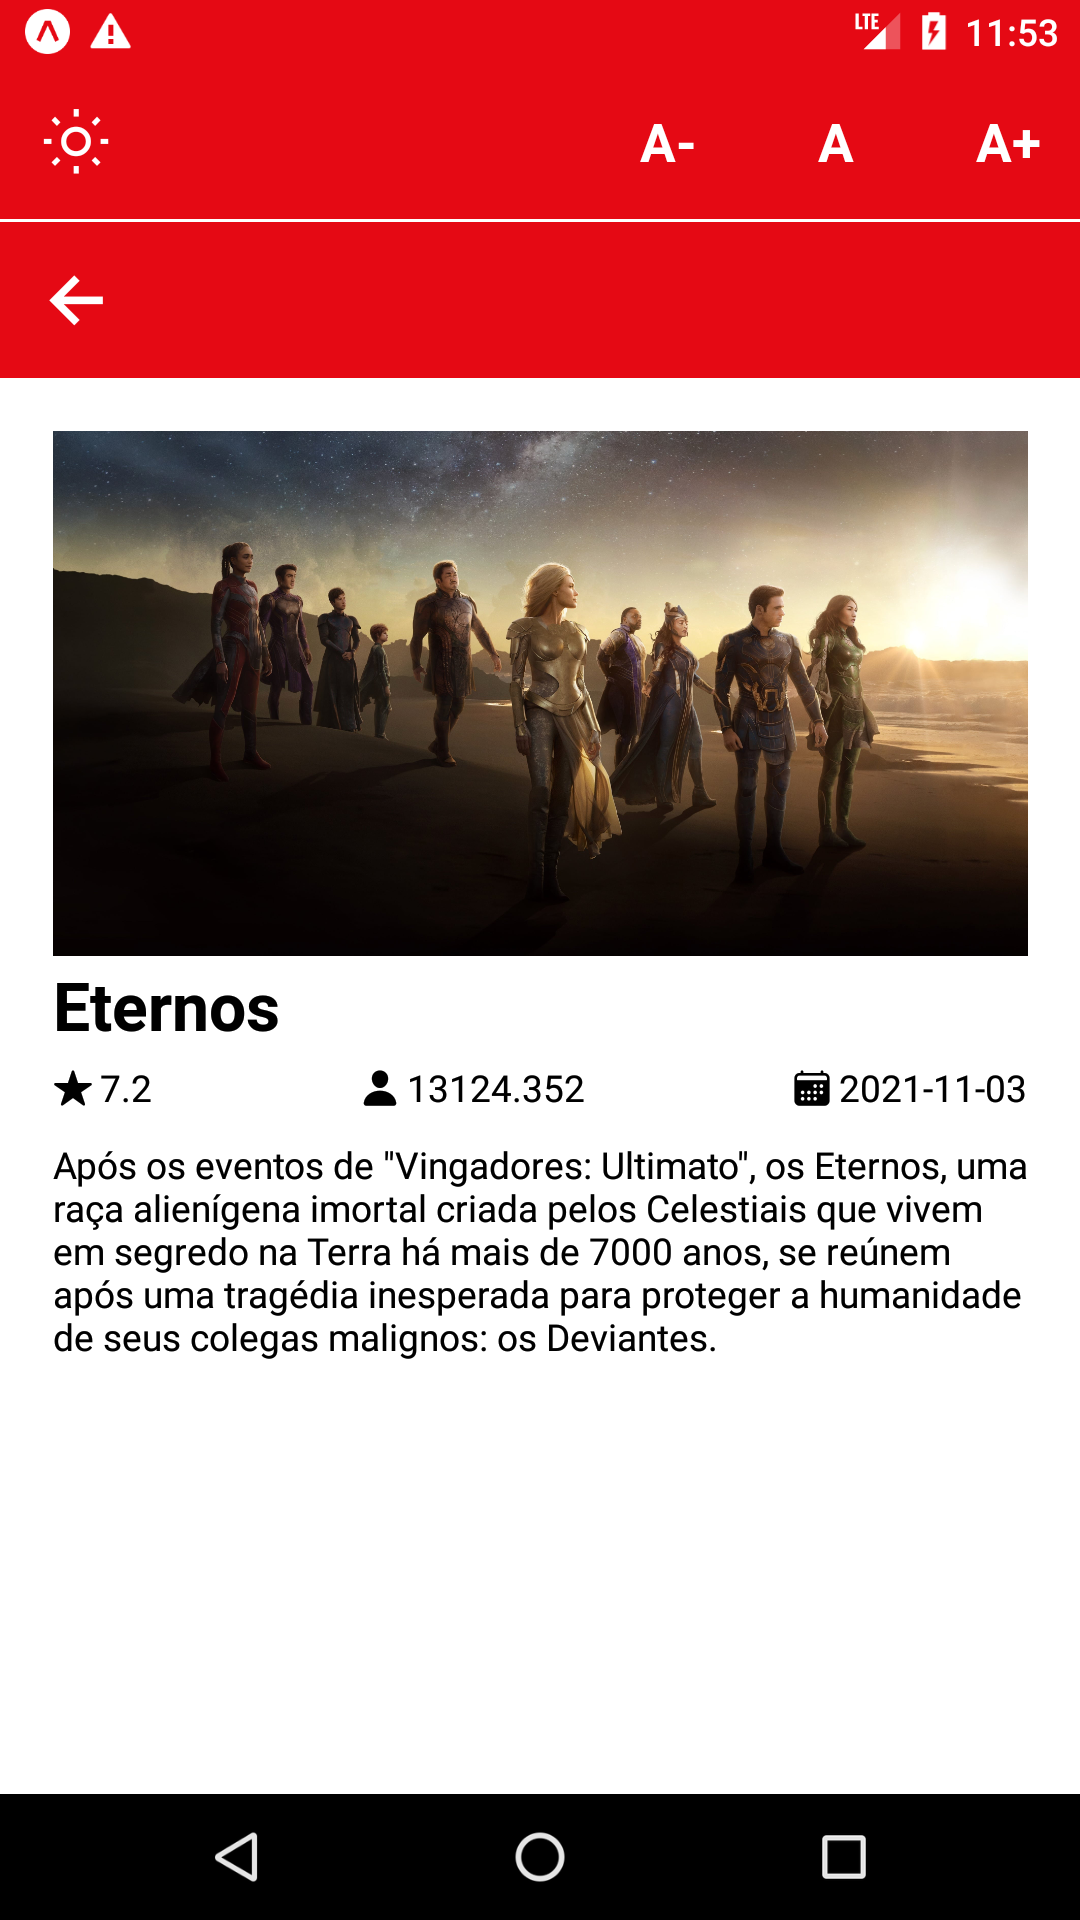 LTE 11:53
A- A A+
Eternos
7.2 13124.352 2021-11-03
Após os eventos de "Vingadores: Ultimato", os Eternos, uma
raça alienígena imortal criada pelos Celestiais que vivem
em segredo na Terra há mais de 7000 anos, se reúnem
após uma tragédia inesperada para proteger a humanidade
de seus colegas malignos: os Deviantes.